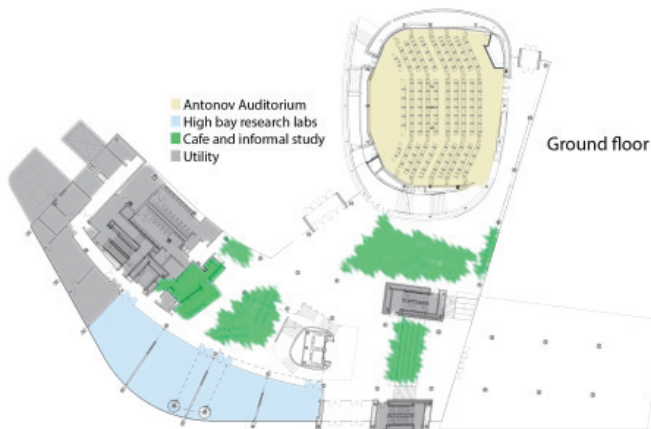 Antonov Auditorium
High bay research labs
Cafe and informal study
Utility
Ground floor